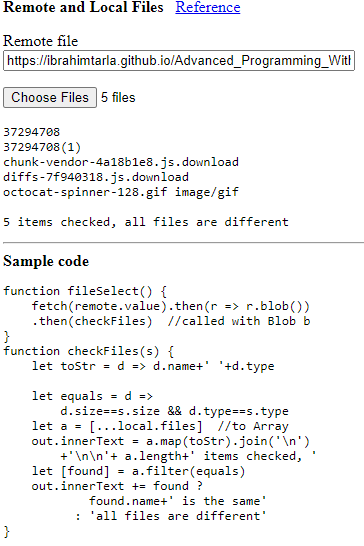 Remote and Local Files Reference
Remote file
https://ibrahimtarla.github.io/Advanced_Programming_Witl
Choose Files 5 files
37294708
37294708(1)
chunk-vendor-4a18b1e8.js.download
diffs-7f940318.js.download
octocat-spinner-128.gif image/gif
5 items checked, all files are different
Sample code
function fileSelect() {
    fetch(remote.value).then(r => r.blob())
    .then(checkFiles)  //called with Blob b
}
function checkFiles(s) {
    let toStr = d => d.name+' '+d.type
    let equals = d =>
        d.size==s.size && d.type==s.type
    let a = [...local.files]  //to Array
    out.innerText = a.map(toStr).join('\n')
        +'\n\n'+ a.length+' items checked, '
    let [found] = a.filter(equals)
    out.innerText += found ?
            found.name+' is the same'
          : 'all files are different'
}